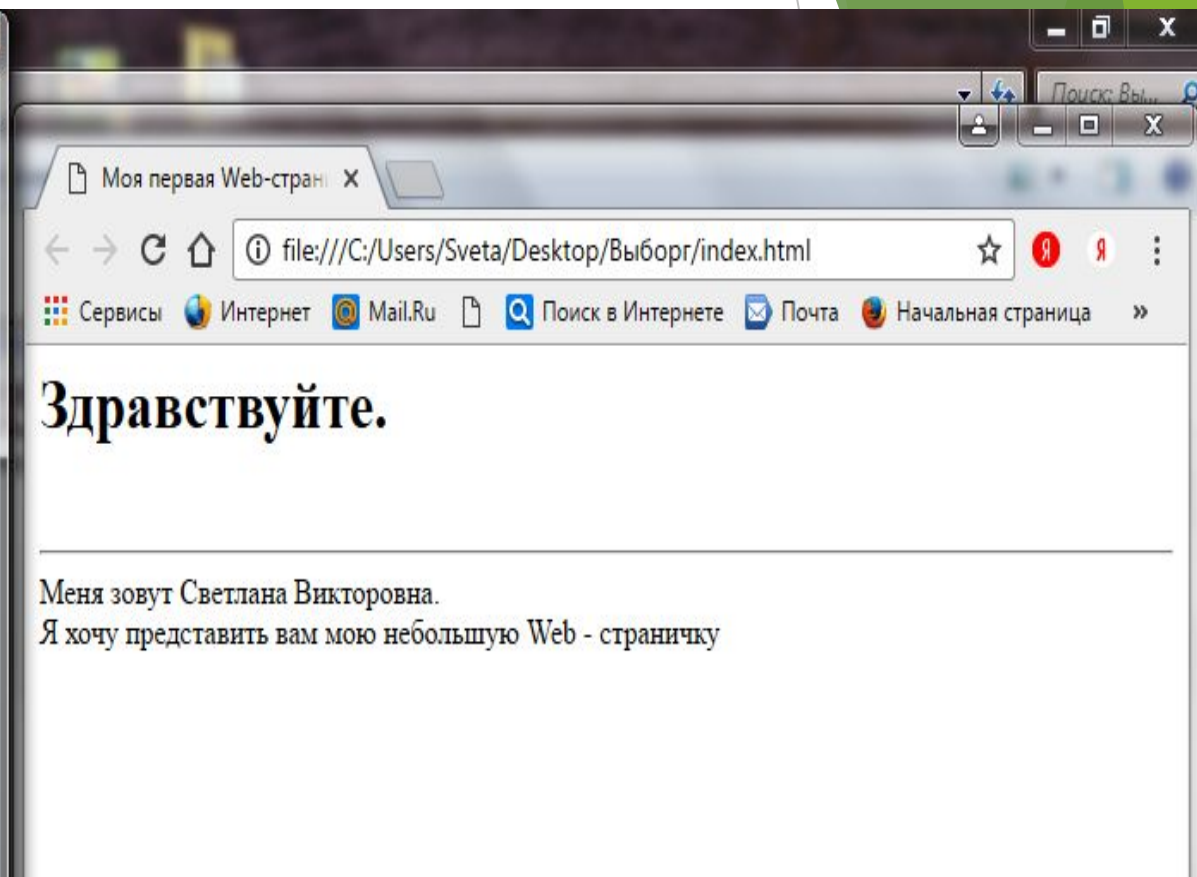 Поиск: Вы...
Моя первая Web-страни
file:///C:/Users/Sveta/Desktop/Выборг/index.html
Я Я
Сервисы Интернет @ Mail.Ru Поиск в Интернете Почта Начальная страница »
Здравствуйте.
Меня зовут Светлана Викторовна.
Я хочу представить вам мою небольшую Web - страничку